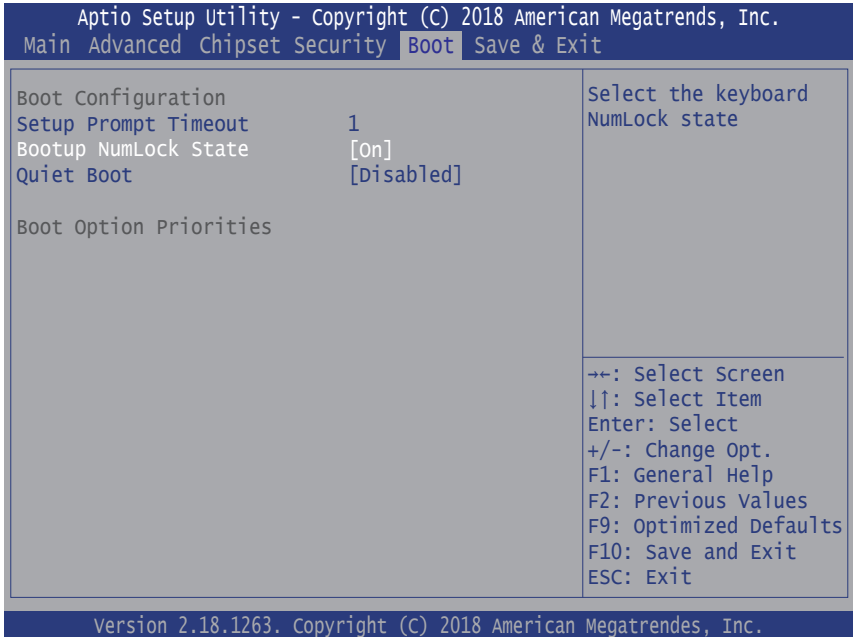 Aptio Setup Utility - Copyright (C) 2018 American Megatrends, Inc.
Main Advanced Chipset Security Boot Save & Exit
Boot Configuration
Setup Prompt Timeout 1
Bootup NumLock State [On]
Quiet Boot [Disabled]
Boot Option Priorities
Select the keyboard
NumLock state
→←: Select Screen
↓↑: Select Item
Enter: Select
+/-: Change Opt.
F1: General Help
F2: Previous Values
F9: Optimized Defaults
F10: Save and Exit
ESC: Exit
Version 2.18.1263. Copyright (C) 2018 American Megatrendes, Inc.